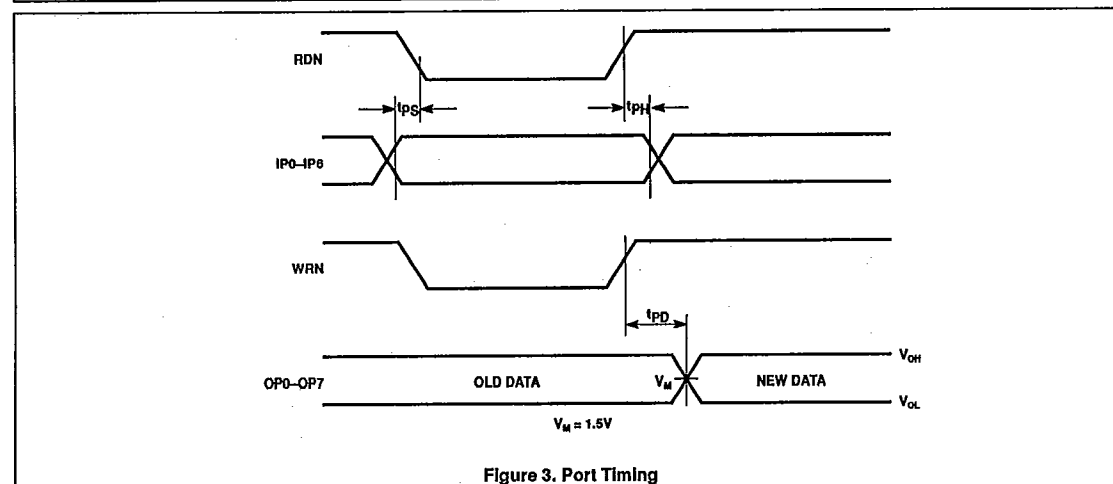 RDN
tPS
tPH
IP0–IP6
WRN
tPD
OP0–OP7
OLD DATA
VM
NEW DATA
VOH
VOL
VM = 1.5V
Figure 3. Port Timing